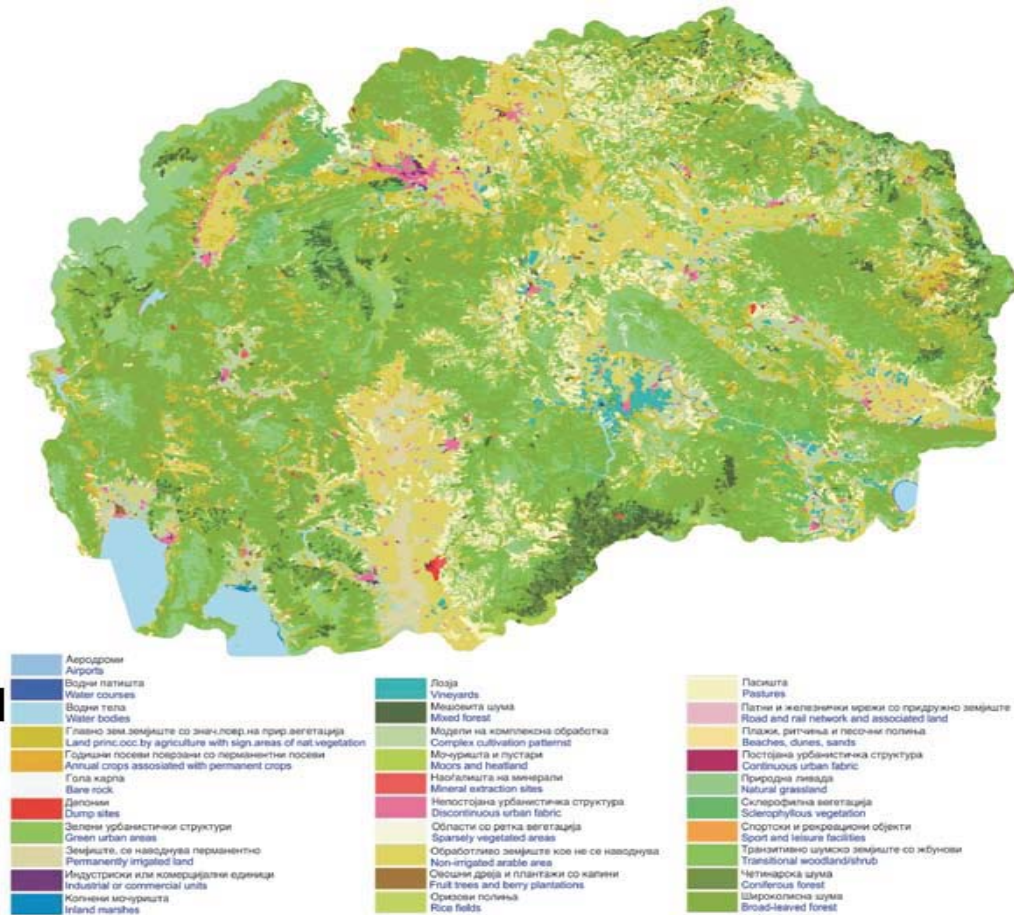 Аеродроми
Airports
Водни патишта
Water courses
Водни тела
Water bodies
Главно зем.земјиште со знач.повр.на прир.вегетација
Land princ.occ.by agriculture with sign.areas of nat.vegetation
Годишни посеви поврзани со перманентни посеви
Annual crops assosiated with permanent crops
Гола карпа
Bare rock
Депонии
Dump sites
Зелени урбанистички структури
Green urban areas
Земјиште, се наводнува перманентно
Permanently irrigated land
Индустриски или комерцијални единици
Industrial or commercial units
Копнени мочуришта
Inland marshes
Лозја
Vineyards
Мешовита шума
Mixed forest
Модели на комплексна обработка
Complex cultivation patternst
Мочуришта и пустари
Moors and heatland
Наоѓалишта на минерали
Mineral extraction sites
Непостојана урбанистичка структура
Discontinuous urban fabric
Области со ретка вегетација
Sparsely vegetated areas
Обработливо земјиште кое не се наводнува
Non-irrigated arable area
Овошни дреја и плантажи со капини
Fruit trees and berry plantations
Оризови полиња
Rice fields
Пасишта
Pastures
Патни и железнички мрежи со придружно земјиште
Road and rail network and associated land
Плажи, ритчиња и песочни полиња
Beaches, dunes, sands
Постојана урбанистичка структура
Continuous urban fabric
Природна ливада
Natural grassland
Склерофилна вегетација
Sclerophyllous vegetation
Спортски и рекреациони објекти
Sport and leisure facilities
Транзитивно шумско земјиште со жбунови
Transitional woodland/shrub
Четинарска шума
Coniferous forest
Широколисна шума
Broad-leaved forest